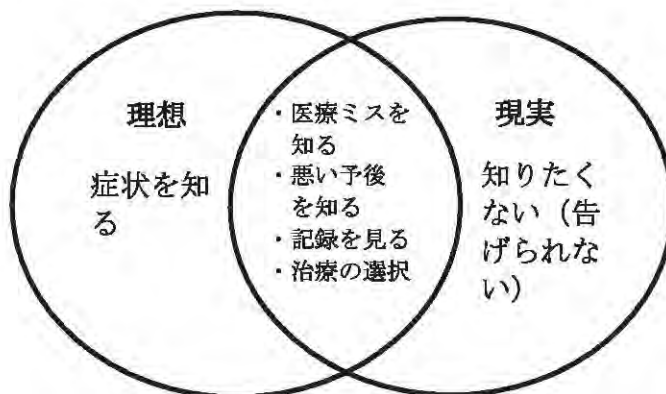 理想
症状を知
る
・医療ミスを
知る
・悪い予後
を知る
・記録を見る
・治療の選択
現実
知りたく
ない（告
げられな
い）